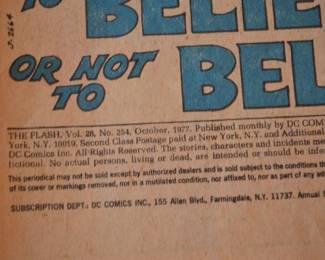 TO BELIE
OR NOT BEL
TO
J-2664
THE FLASH, Vol. 28, No. 254, October, 1977. Published monthly by DC COM
York, N.Y. 10019. Second Class Postage paid at New York, N.Y. and Additional
DC Comics Inc. All Rights Reserved. The stories, characters and incidents me
fictional. No actual persons, living or dead, are intended or should be infer
This periodical may not be sold except by authorized dealers and is sold subject to the conditions th
of its cover or markings removed, nor in a mutilated condition, nor affixed to, nor as part of any ad
SUBSCRIPTION DEPT: DC COMICS INC., 155 Allen Blvd., Farmingdale, N.Y. 11737. Annual S